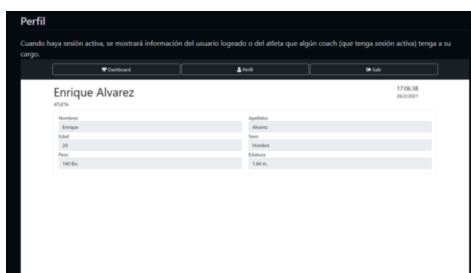 Perfil
Cuando haya sesión activa, se mostrará información del usuario logeado o del atleta que algún coach (que tenga sesión activa) tenga a su
cargo.
Dashboard Perfil Salir
Enrique Alvarez 17:06:38
ATLETA 26/2/2021
Nombres Apellidos
Enrique Alvarez
Edad Sexo
24 Hombre
Peso Estatura
140 lbs. 1.64 m.